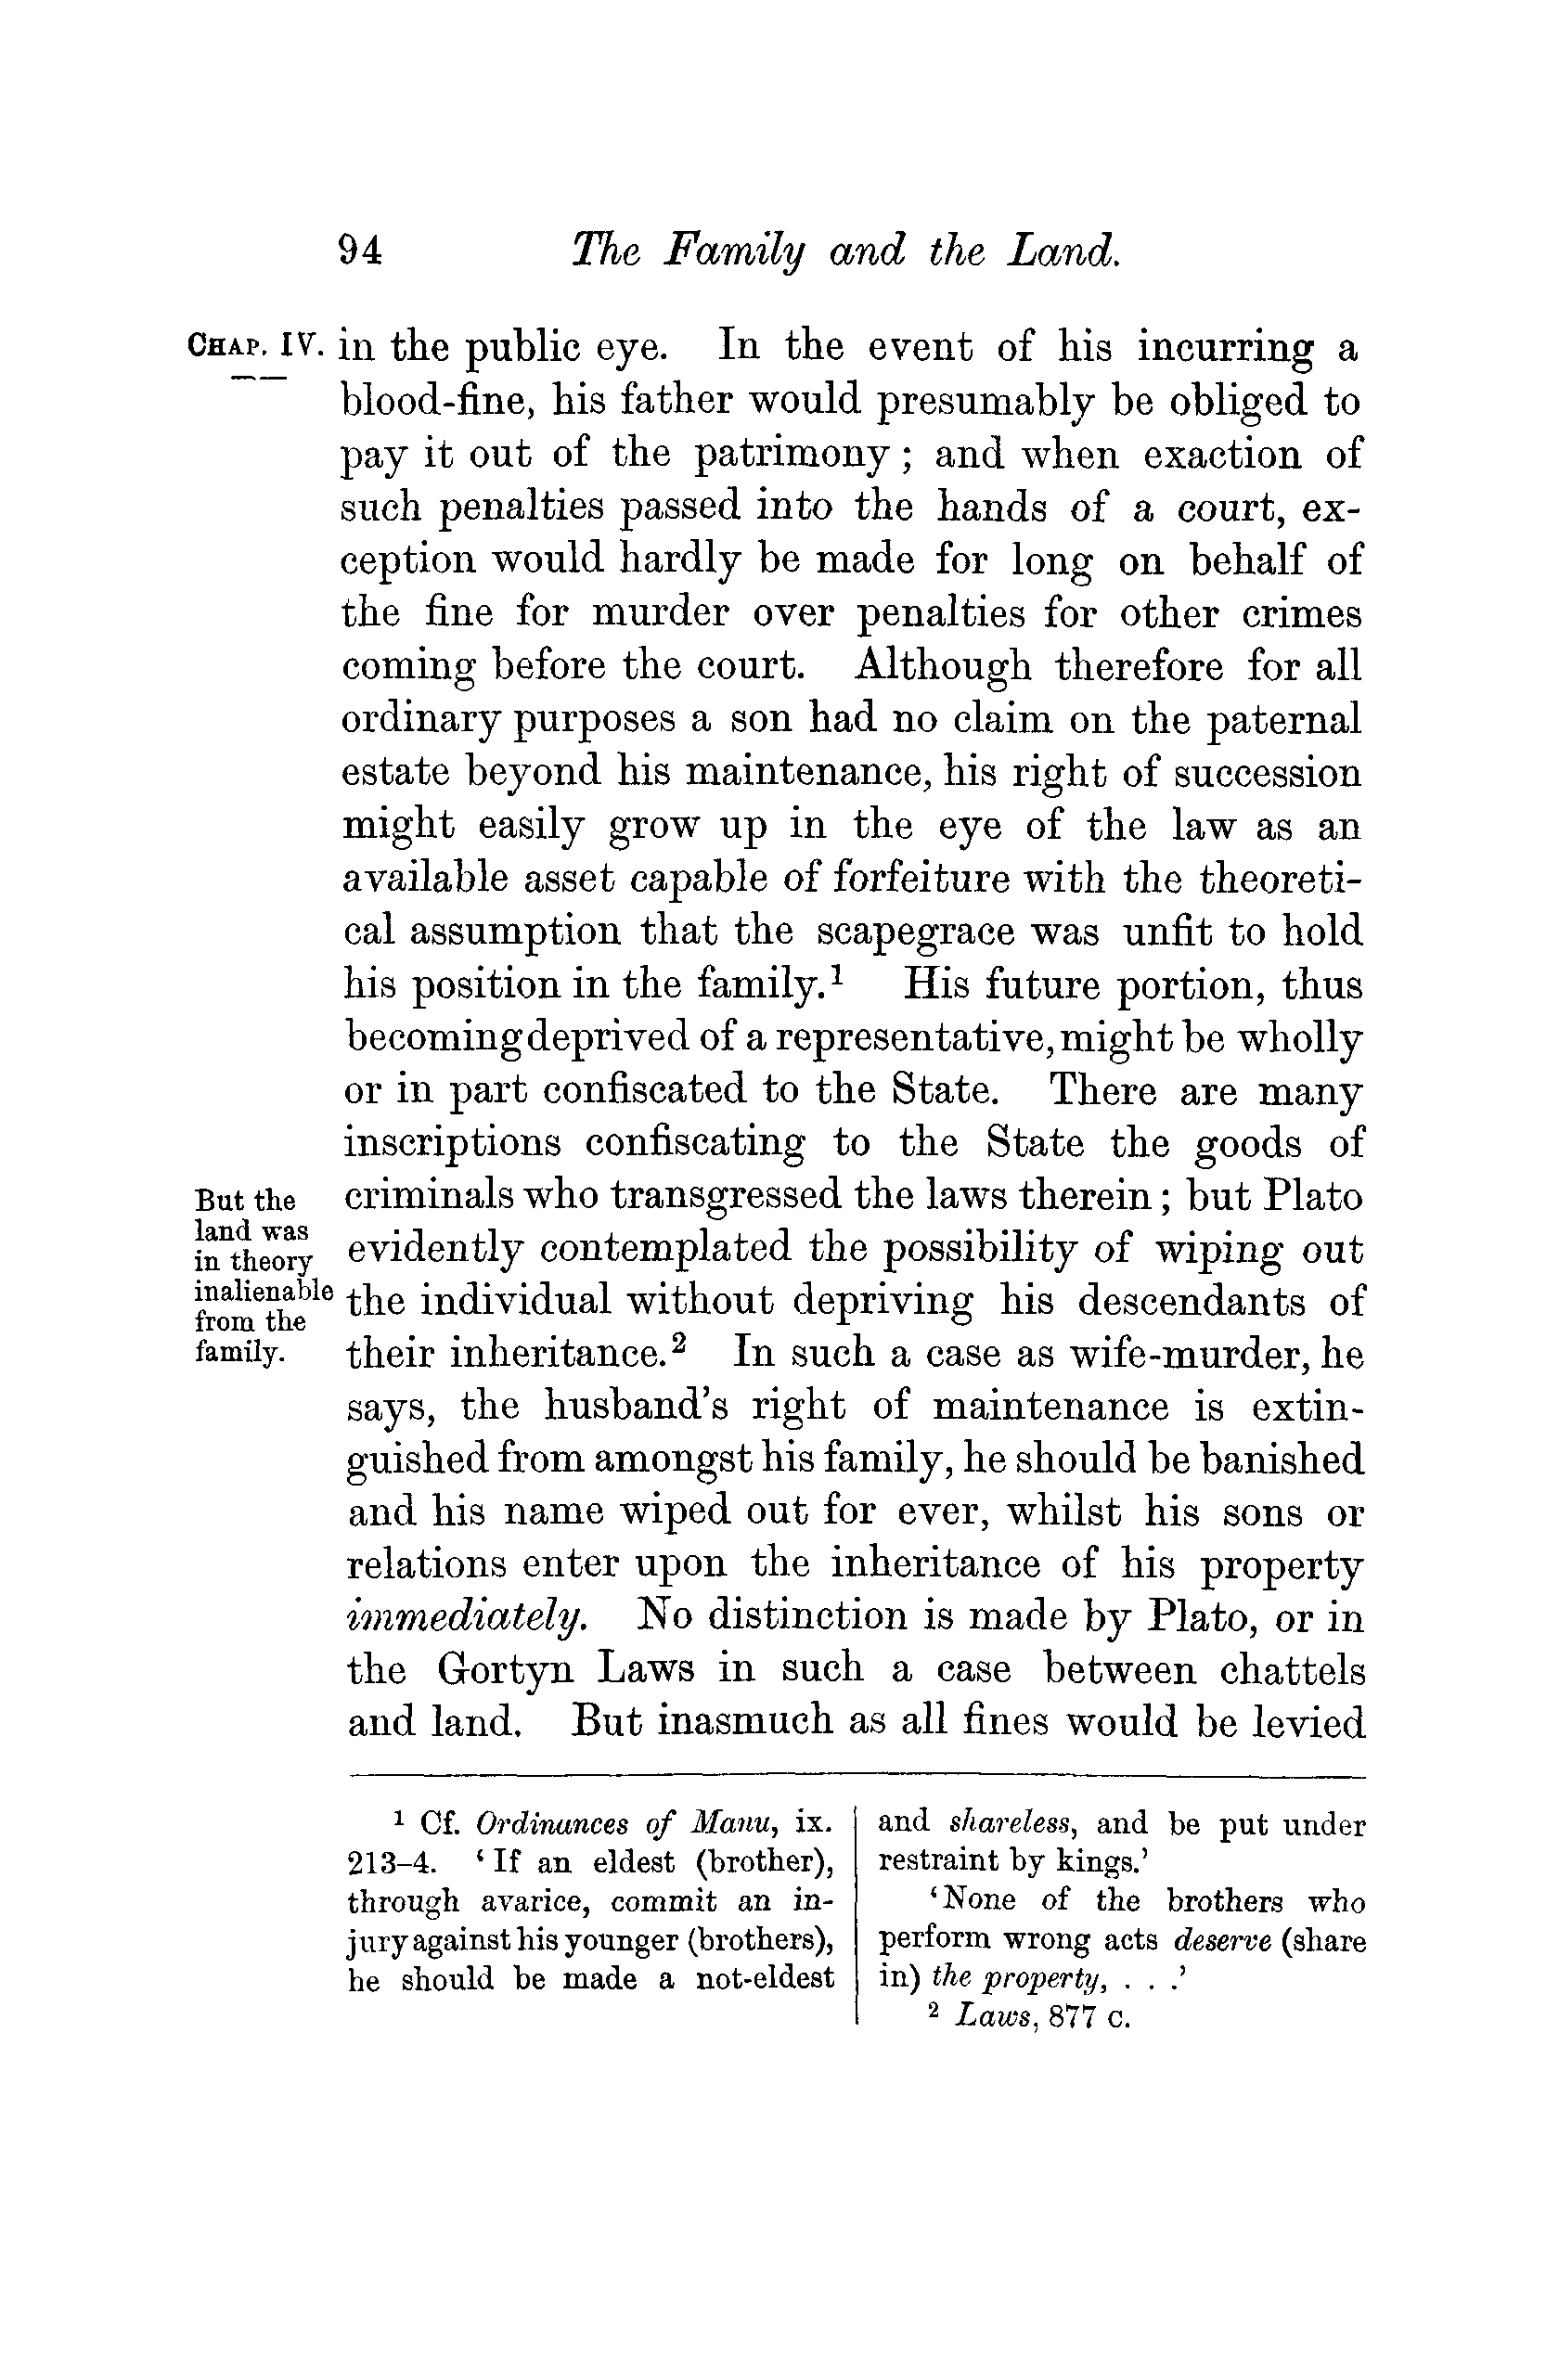 94 The Family and the Land.
CHAP. IV.
in the public eye. In the event of his incurring a
blood-fine, his father would presumably be obliged to
pay it out of the patrimony; and when exaction of
such penalties passed into the hands of a court, ex-
ception would hardly be made for long on behalf of
the fine for murder over penalties for other crimes
coming before the court. Although therefore for all
ordinary purposes a son had no claim on the paternal
estate beyond his maintenance, his right of succession
might easily grow up in the eye of the law as an
available asset capable of forfeiture with the theoreti-
cal assumption that the scapegrace was unfit to hold
his position in the family.¹ His future portion, thus
becoming deprived of a representative, might be wholly
or in part confiscated to the State. There are many
inscriptions confiscating to the State the goods of
criminals who transgressed the laws therein; but Plato
evidently contemplated the possibility of wiping out
the individual without depriving his descendants of
their inheritance.² In such a case as wife-murder, he
says, the husband's right of maintenance is extin-
guished from amongst his family, he should be banished
and his name wiped out for ever, whilst his sons or
relations enter upon the inheritance of his property
immediately. No distinction is made by Plato, or in
the Gortyn Laws in such a case between chattels
and land. But inasmuch as all fines would be levied
But the
land was
in theory
inalienable
from the
family.
¹ Cf. Ordinances of Manu, ix.
213–4. ‘If an eldest (brother),
through avarice, commit an in-
jury against his younger (brothers),
he should be made a not-eldest
and shareless, and be put under
restraint by kings.’
‘None of the brothers who
perform wrong acts deserve (share
in) the property, . . .’
² Laws, 877 C.